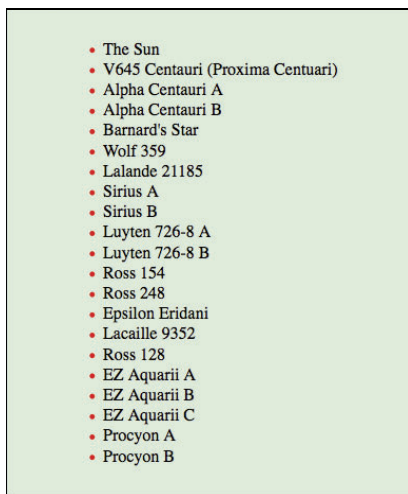 The Sun
V645 Centauri (Proxima Centuari)
Alpha Centauri A
Alpha Centauri B
Barnard's Star
Wolf 359
Lalande 21185
Sirius A
Sirius B
Luyten 726-8 A
Luyten 726-8 B
Ross 154
Ross 248
Epsilon Eridani
Lacaille 9352
Ross 128
EZ Aquarii A
EZ Aquarii B
EZ Aquarii C
Procyon A
Procyon B